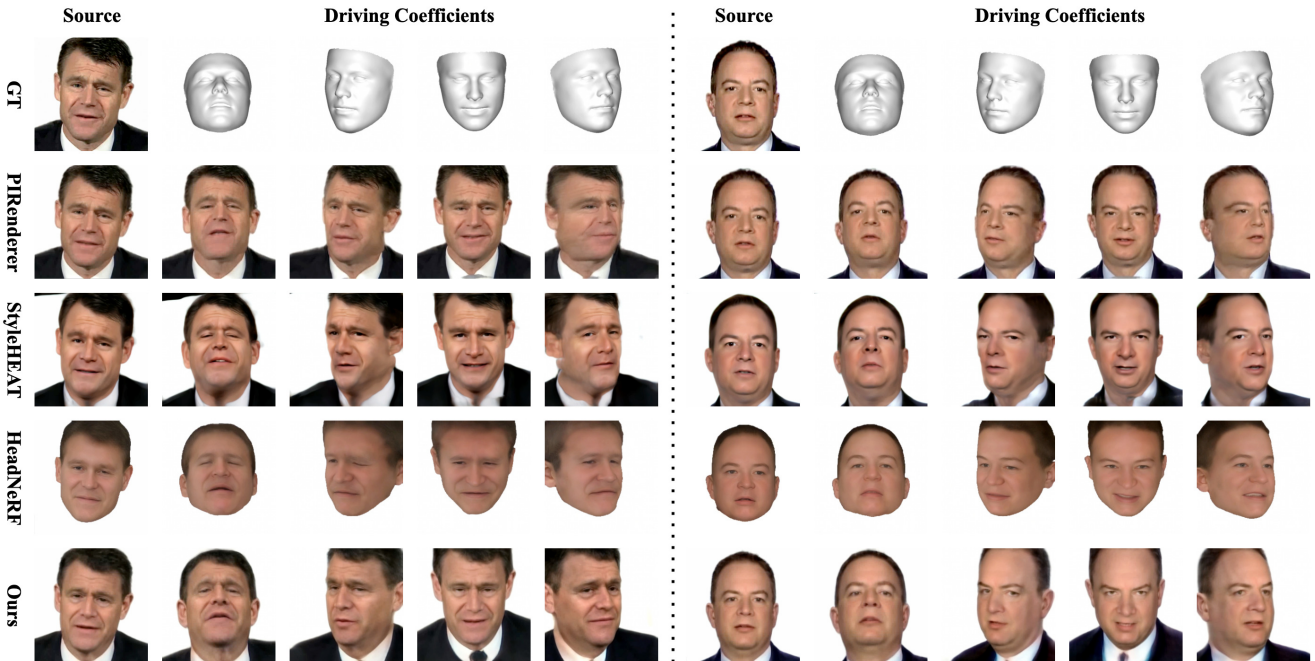 Source Driving Coefficients Source Driving Coefficients
GT
PIRenderer
StyleHEAT
HeadNeRF
Ours